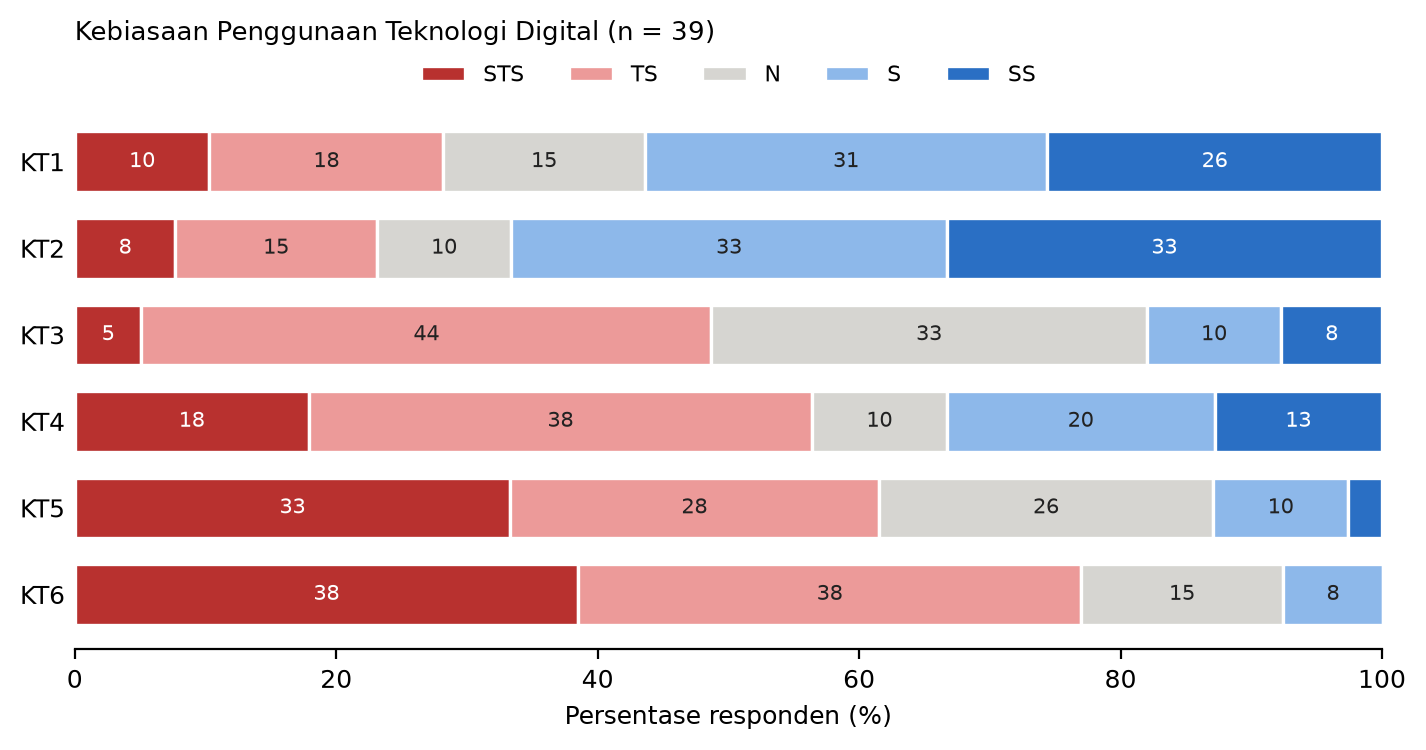 Kebiasaan Penggunaan Teknologi Digital (n = 39)
STS TS N S SS
KT1 10 18 15 31 26
KT2 8 15 10 33 33
KT3 5 44 33 10 8
KT4 18 38 10 20 13
KT5 33 28 26 10
KT6 38 38 15 8
0 20 40 60 80 100
Persentase responden (%)